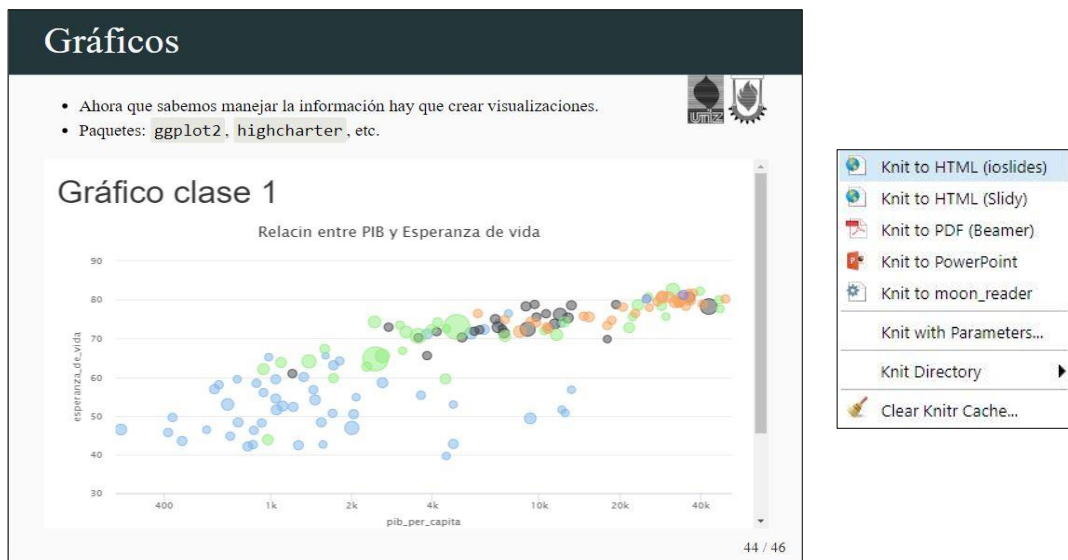 Gráficos
• Ahora que sabemos manejar la información hay que crear visualizaciones.
• Paquetes: ggplot2, highcharter, etc.
umiz
Gráfico clase 1
Relacin entre PIB y Esperanza de vida
90
80
70
60
50
40
30
esperanza_de_vida
400 1k 2k 4k 10k 20k 40k
pib_per_capita
44 / 46
Knit to HTML (ioslides)
Knit to HTML (Slidy)
Knit to PDF (Beamer)
Knit to PowerPoint
Knit to moon_reader
Knit with Parameters...
Knit Directory
Clear Knitr Cache...